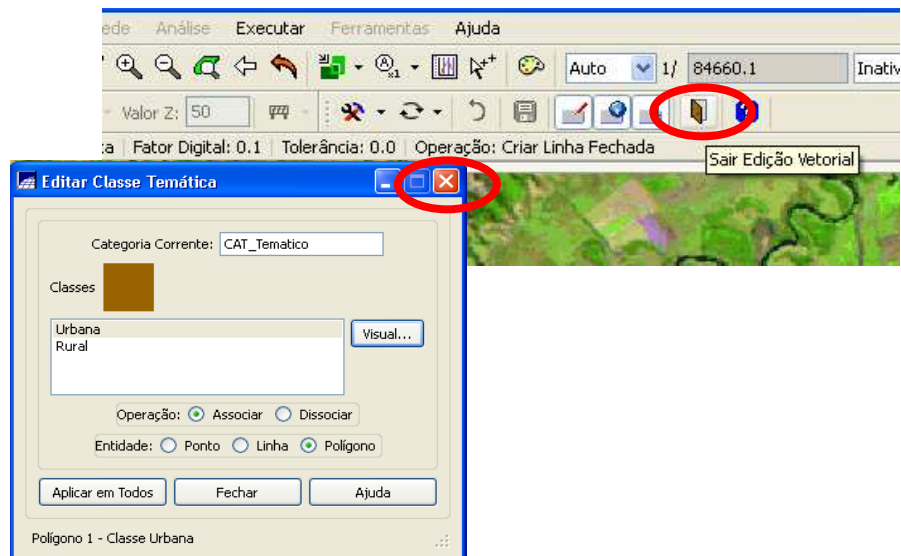 ede Análise Executar Ferramentas Ajuda
A x1 Auto 1/ 84660.1 Inativ
Valor Z: 50
ta Fator Digital: 0.1 Tolerância: 0.0 Operação: Criar Linha Fechada
Sair Edição Vetorial
Editar Classe Temática
Categoria Corrente: CAT_Tematico
Classes
Urbana
Rural
Visual...
Operação: Associar Dissociar
Entidade: Ponto Linha Polígono
Aplicar em Todos Fechar Ajuda
Polígono 1 - Classe Urbana